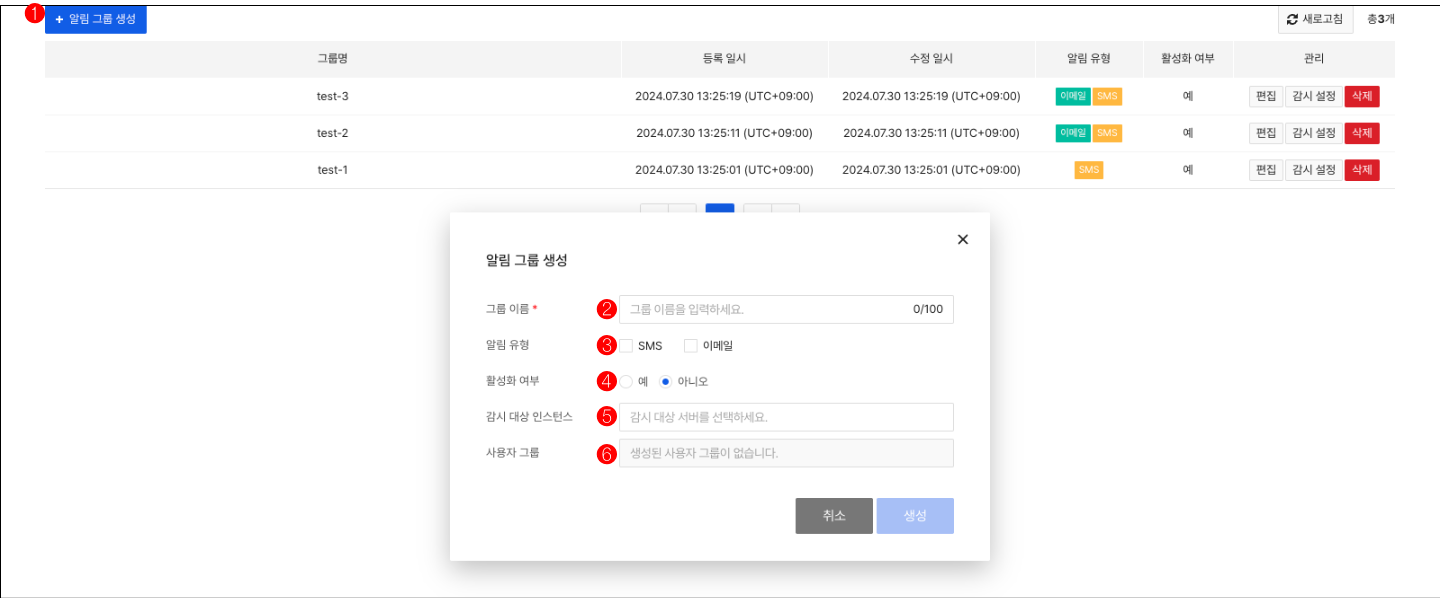 1 + 알림 그룹 생성 새로고침 총3개
그룹명 등록 일시 수정 일시 알림 유형 활성화 여부 관리
test-3 2024.07.30 13:25:19 (UTC+09:00) 2024.07.30 13:25:19 (UTC+09:00) 이메일 SMS 예 편집 감시 설정 삭제
test-2 2024.07.30 13:25:11 (UTC+09:00) 2024.07.30 13:25:11 (UTC+09:00) 이메일 SMS 예 편집 감시 설정 삭제
test-1 2024.07.30 13:25:01 (UTC+09:00) 2024.07.30 13:25:01 (UTC+09:00) SMS 예 편집 감시 설정 삭제
알림 그룹 생성
그룹 이름 * 2 그룹 이름을 입력하세요. 0/100
알림 유형 3 SMS 이메일
활성화 여부 4 예 아니오
감시 대상 인스턴스 5 감시 대상 서버를 선택하세요.
사용자 그룹 6 생성된 사용자 그룹이 없습니다.
취소 생성